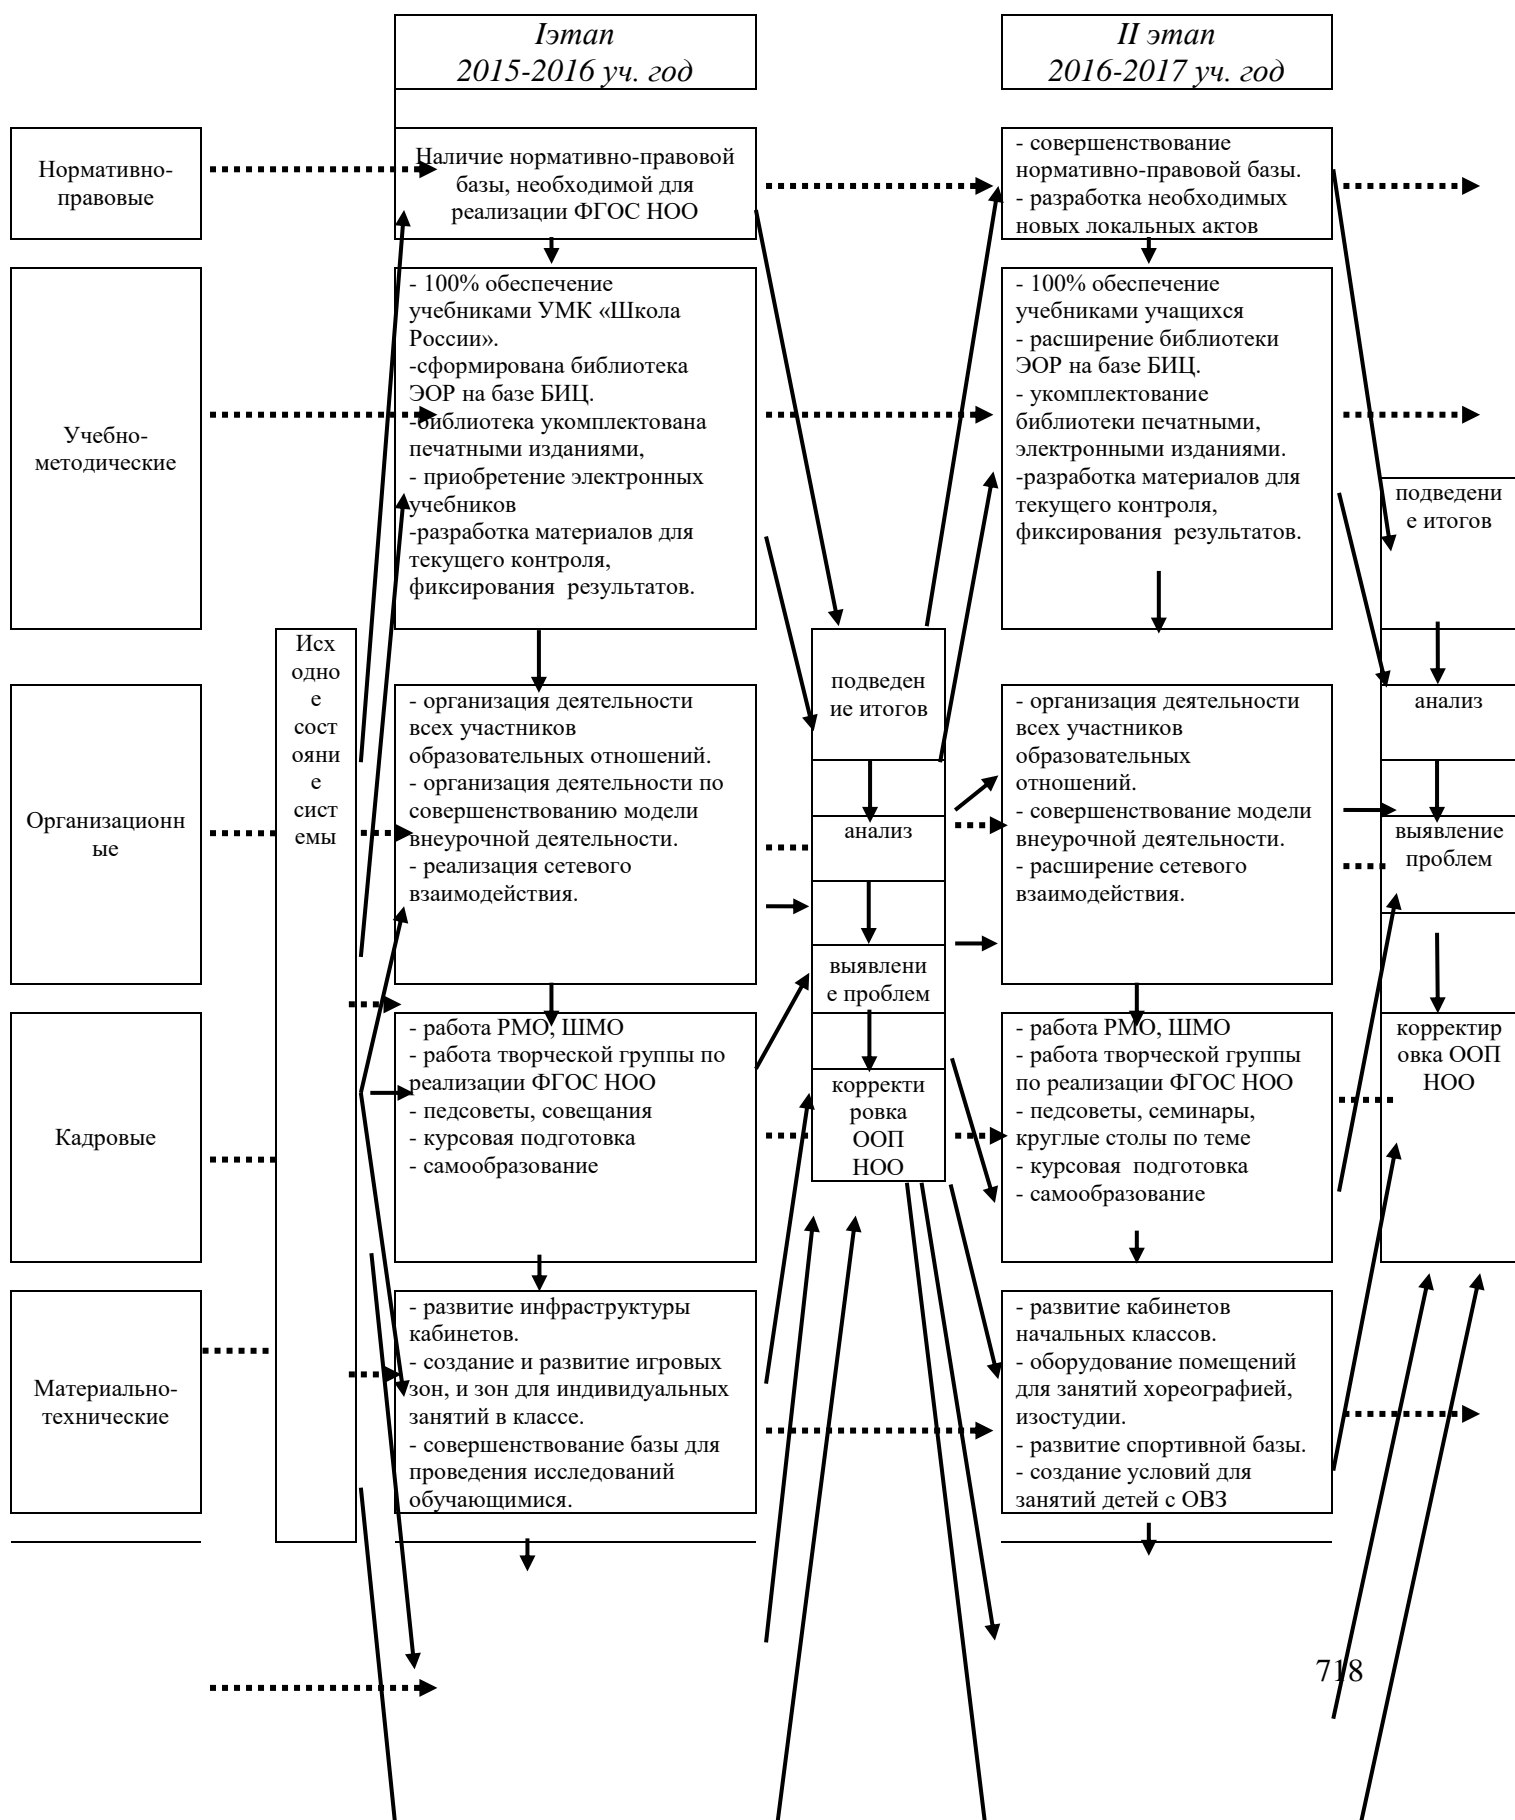 Iэтап
2015-2016 уч. год
II этап
2016-2017 уч. год
Нормативно-
правовые
Наличие нормативно-правовой
базы, необходимой для
реализации ФГОС НОО
- совершенствование
нормативно-правовой базы.
- разработка необходимых
новых локальных актов
Учебно-
методические
- 100% обеспечение
учебниками УМК «Школа
России».
-сформирована библиотека
ЭОР на базе БИЦ.
-библиотека укомплектована
печатными изданиями,
- приобретение электронных
учебников
-разработка материалов для
текущего контроля,
фиксирования результатов.
- 100% обеспечение
учебниками учащихся
- расширение библиотеки
ЭОР на базе БИЦ.
- укомплектование
библиотеки печатными,
электронными изданиями.
-разработка материалов для
текущего контроля,
фиксирования результатов.
Исх
одно
е
сост
ояни
е
сист
емы
Организационн
ые
- организация деятельности
всех участников
образовательных отношений.
- организация деятельности по
совершенствованию модели
внеурочной деятельности.
- реализация сетевого
взаимодействия.
подведен
ие итогов
анализ
выявлени
е проблем
корректи
ровка
ООП
НОО
- организация деятельности
всех участников
образовательных
отношений.
- совершенствование модели
внеурочной деятельности.
- расширение сетевого
взаимодействия.
подведени
е итогов
анализ
выявление
проблем
корректир
овка ООП
НОО
Кадровые
- работа РМО, ШМО
- работа творческой группы по
реализации ФГОС НОО
- педсоветы, совещания
- курсовая подготовка
- самообразование
- работа РМО, ШМО
- работа творческой группы
по реализации ФГОС НОО
- педсоветы, семинары,
круглые столы по теме
- курсовая подготовка
- самообразование
Материально-
технические
- развитие инфраструктуры
кабинетов.
- создание и развитие игровых
зон, и зон для индивидуальных
занятий в классе.
- совершенствование базы для
проведения исследований
обучающимися.
- развитие кабинетов
начальных классов.
- оборудование помещений
для занятий хореографией,
изостудии.
- развитие спортивной базы.
- создание условий для
занятий детей с ОВЗ
718